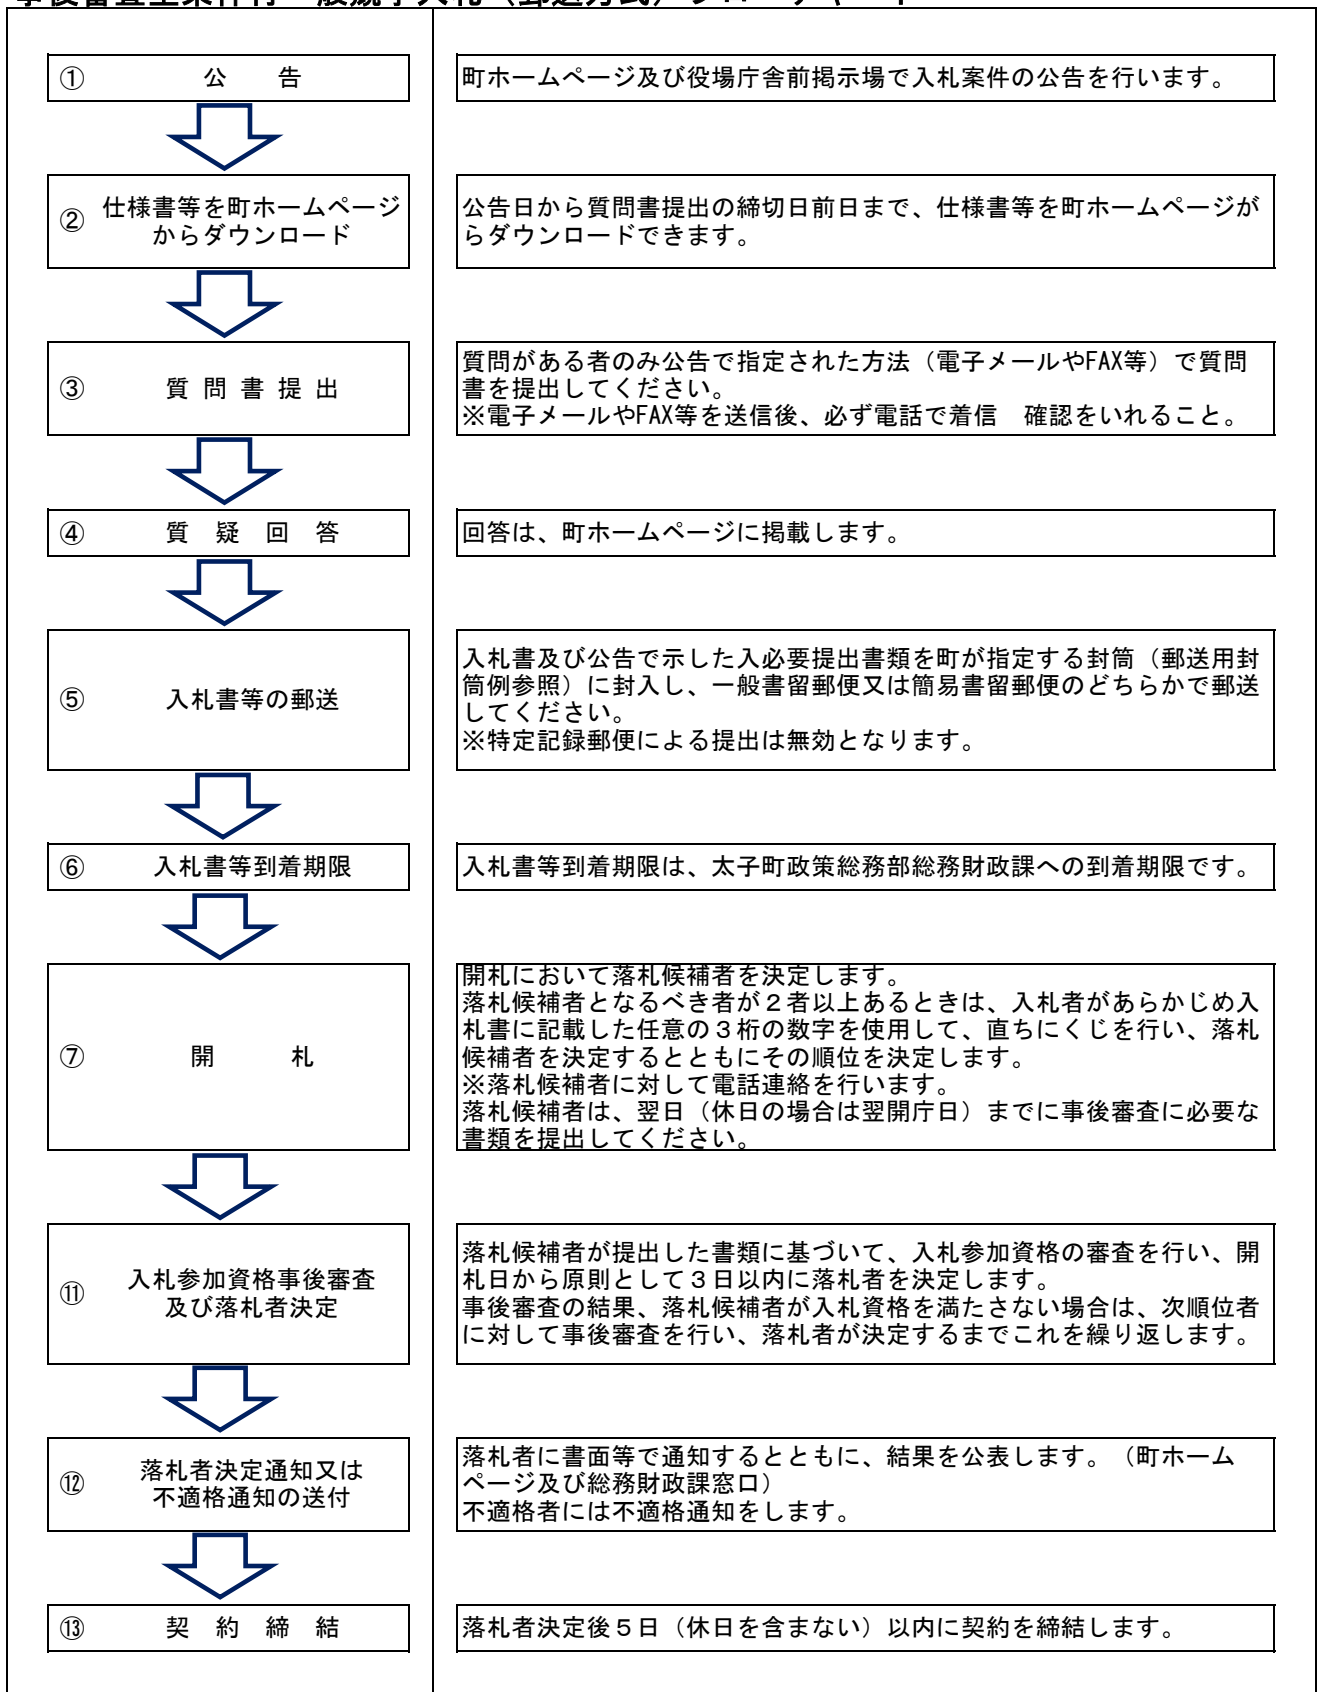 事後審査型条件付一般競争入札（郵送方式）フローチャート
① 公　　告
町ホームページ及び役場庁舎前掲示場で入札案件の公告を行います。
② 仕様書等を町ホームページ
からダウンロード
公告日から質問書提出の締切日前日まで、仕様書等を町ホームページが
らダウンロードできます。
③ 質 問 書 提 出
質問がある者のみ公告で指定された方法（電子メールやFAX等）で質問
書を提出してください。
※電子メールやFAX等を送信後、必ず電話で着信　確認をいれること。
④ 質　疑　回　答
回答は、町ホームページに掲載します。
⑤ 入札書等の郵送
入札書及び公告で示した入必要提出書類を町が指定する封筒（郵送用封
筒例参照）に封入し、一般書留郵便又は簡易書留郵便のどちらかで郵送
してください。
※特定記録郵便による提出は無効となります。
⑥ 入札書等到着期限
入札書等到着期限は、太子町政策総務部総務財政課への到着期限です。
⑦ 開　　　札
開札において落札候補者を決定します。
落札候補者となるべき者が２者以上あるときは、入札者があらかじめ入
札書に記載した任意の３桁の数字を使用して、直ちにくじを行い、落札
候補者を決定するとともにその順位を決定します。
※落札候補者に対して電話連絡を行います。
落札候補者は、翌日（休日の場合は翌開庁日）までに事後審査に必要な
書類を提出してください。
⑪ 入札参加資格事後審査
及び落札者決定
落札候補者が提出した書類に基づいて、入札参加資格の審査を行い、開
札日から原則として３日以内に落札者を決定します。
事後審査の結果、落札候補者が入札資格を満たさない場合は、次順位者
に対して事後審査を行い、落札者が決定するまでこれを繰り返します。
⑫ 落札者決定通知又は
不適格通知の送付
落札者に書面等で通知するとともに、結果を公表します。（町ホーム
ページ及び総務財政課窓口）
不適格者には不適格通知をします。
⑬ 契　約　締　結
落札者決定後５日（休日を含まない）以内に契約を締結します。